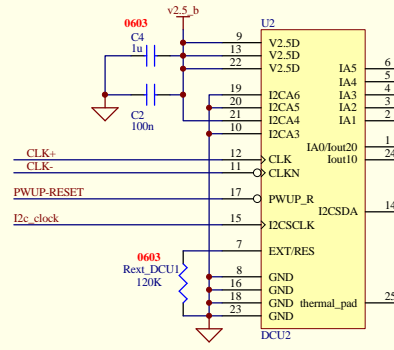 v2.5_b
0603
C4
1u
C2
100n
U2
9 V2.5D
13 V2.5D
22 V2.5D
19 I2CA6
20 I2CA5
21 I2CA4
10 I2CA3
IA5 6
IA4 5
IA3 4
IA2 3
IA1 2
IA0/Iout20 1
Iout10 24
CLK+ 12 CLK
CLK- 11 CLKN
PWUP-RESET 17 PWUP_R
I2CSDA 14
I2c_clock 15 I2CSCLK
7 EXT/RES
0603
Rext_DCU1
120K
8 GND
16 GND
18 GND thermal_pad 25
23 GND
DCU2